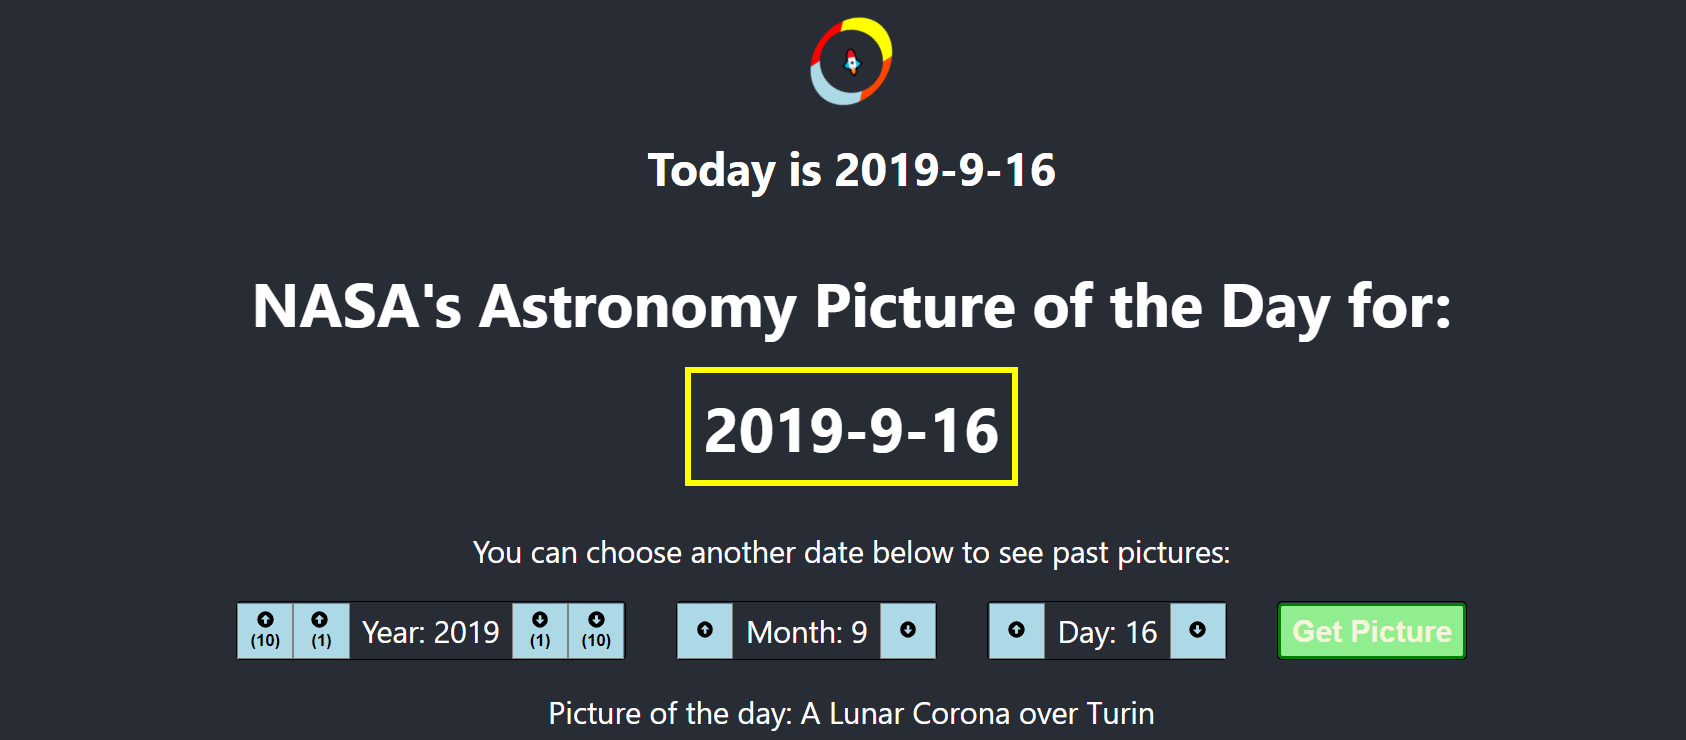 Today is 2019-9-16
NASA's Astronomy Picture of the Day for:
2019-9-16
You can choose another date below to see past pictures:
(10) (1) Year: 2019 (1) (10) Month: 9 Day: 16 Get Picture
Picture of the day: A Lunar Corona over Turin